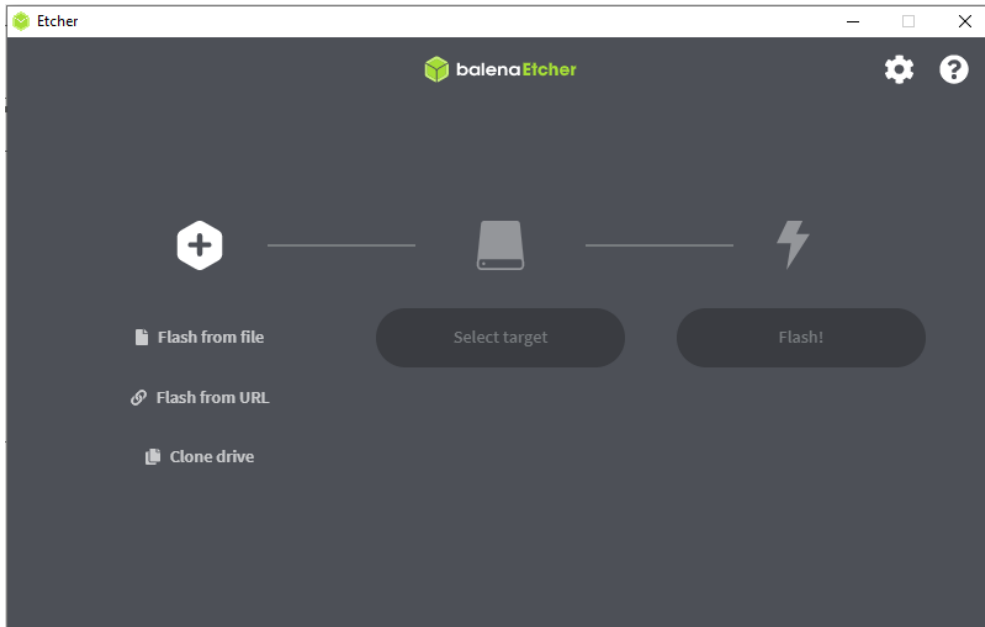 Etcher
balenaEtcher
Flash from file
Select target
Flash!
Flash from URL
Clone drive